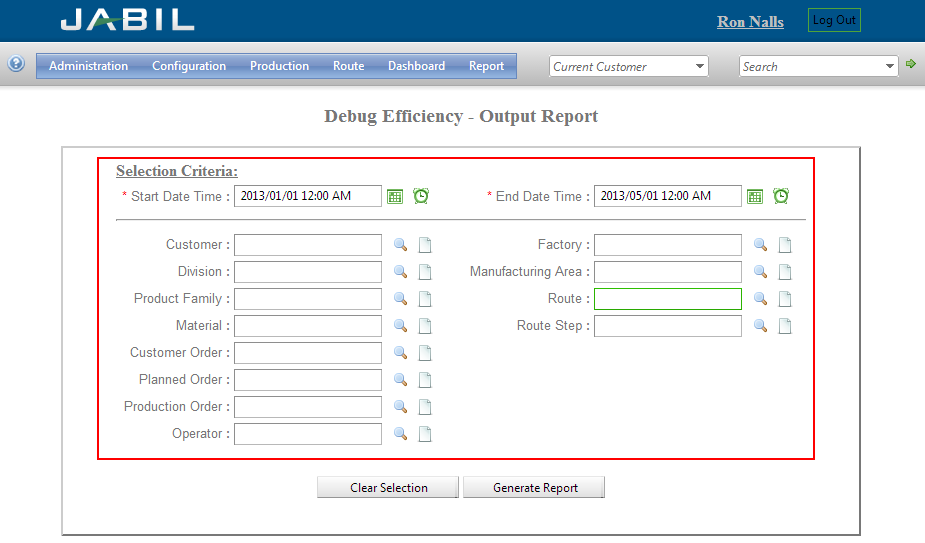 JABIL
Ron Nalls
Log Out
?
Administration Configuration Production Route Dashboard Report
Current Customer
Search
Debug Efficiency - Output Report
Selection Criteria:
* Start Date Time : 2013/01/01 12:00 AM
* End Date Time : 2013/05/01 12:00 AM
Customer :
Factory :
Division :
Manufacturing Area :
Product Family :
Route :
Material :
Route Step :
Customer Order :
Planned Order :
Production Order :
Operator :
Clear Selection
Generate Report